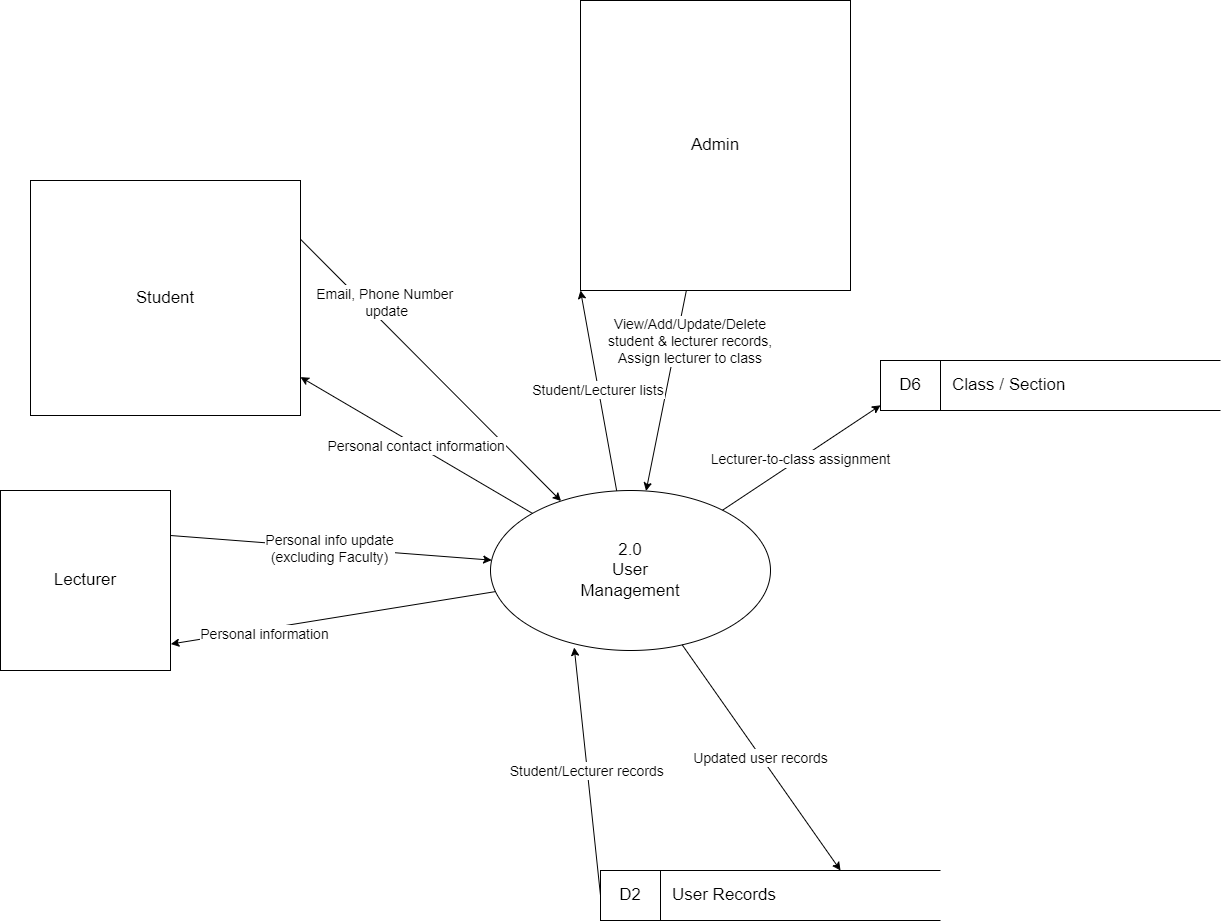 Admin
Student
Email, Phone Number
update
View/Add/Update/Delete
student & lecturer records,
Assign lecturer to class
Student/Lecturer lists
D6
Class / Section
Personal contact information
Lecturer-to-class assignment
Lecturer
Personal info update
(excluding Faculty)
2.0
User
Management
Personal information
Student/Lecturer records
Updated user records
D2
User Records